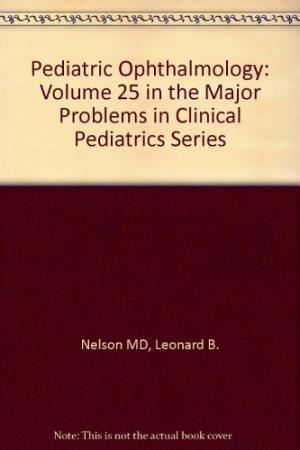 Pediatric Ophthalmology:
Volume 25 in the Major
Problems in Clinical
Pediatrics Series
Nelson MD, Leonard B.
Note: This is not the actual book cover